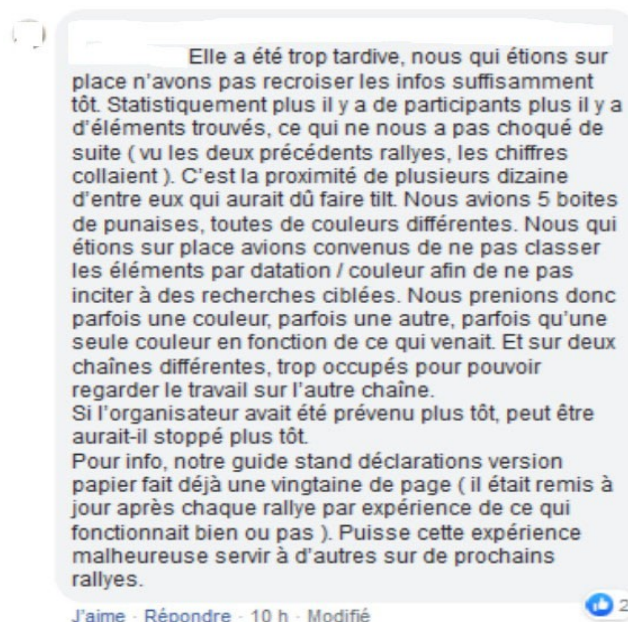 Elle a été trop tardive, nous qui étions sur
place n'avons pas recroiser les infos suffisamment
tôt. Statistiquement plus il y a de participants plus il y a
d'éléments trouvés, ce qui ne nous a pas choqué de
suite ( vu les deux précédents rallyes, les chiffres
collaient ). C'est la proximité de plusieurs dizaine
d'entre eux qui aurait dû faire tilt. Nous avions 5 boites
de punaises, toutes de couleurs différentes. Nous qui
étions sur place avions convenus de ne pas classer
les éléments par datation / couleur afin de ne pas
inciter à des recherches ciblées. Nous prenions donc
parfois une couleur, parfois une autre, parfois qu'une
seule couleur en fonction de ce qui venait. Et sur deux
chaînes différentes, trop occupés pour pouvoir
regarder le travail sur l'autre chaîne.
Si l'organisateur avait été prévenu plus tôt, peut être
aurait-il stoppé plus tôt.
Pour info, notre guide stand déclarations version
papier fait déjà une vingtaine de page ( il était remis à
jour après chaque rallye par expérience de ce qui
fonctionnait bien ou pas ). Puisse cette expérience
malheureuse servir à d'autres sur de prochains
rallyes.
2
J'aime · Répondre · 10 h · Modifié